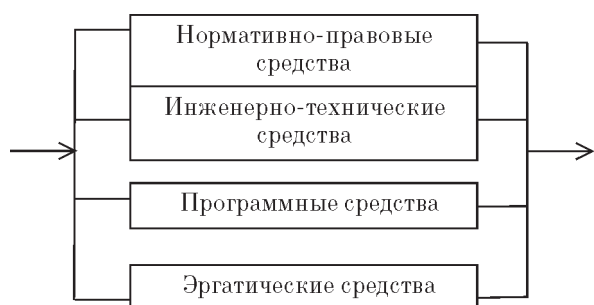 Нормативно-правовые
средства
Инженерно-технические
средства
Программные средства
Эргатические средства